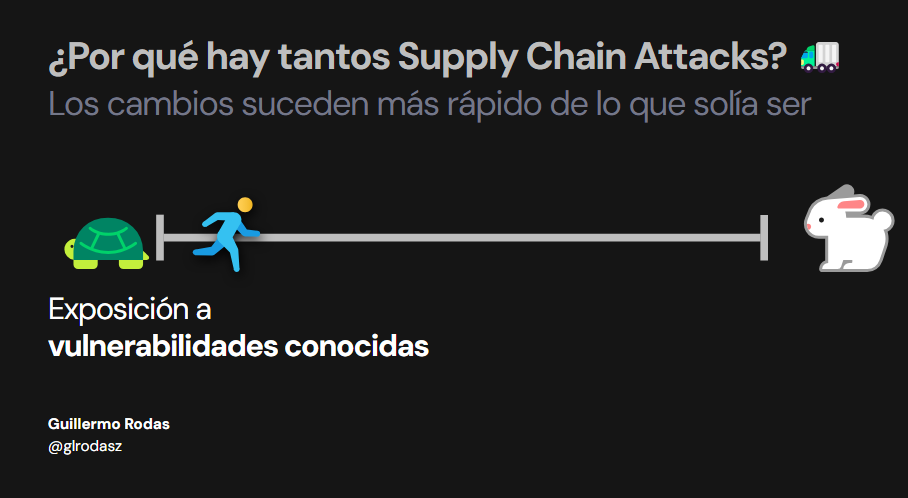 ¿Por qué hay tantos Supply Chain Attacks?
Los cambios suceden más rápido de lo que solía ser
Exposición a
vulnerabilidades conocidas
Guillermo Rodas
@glrodasz